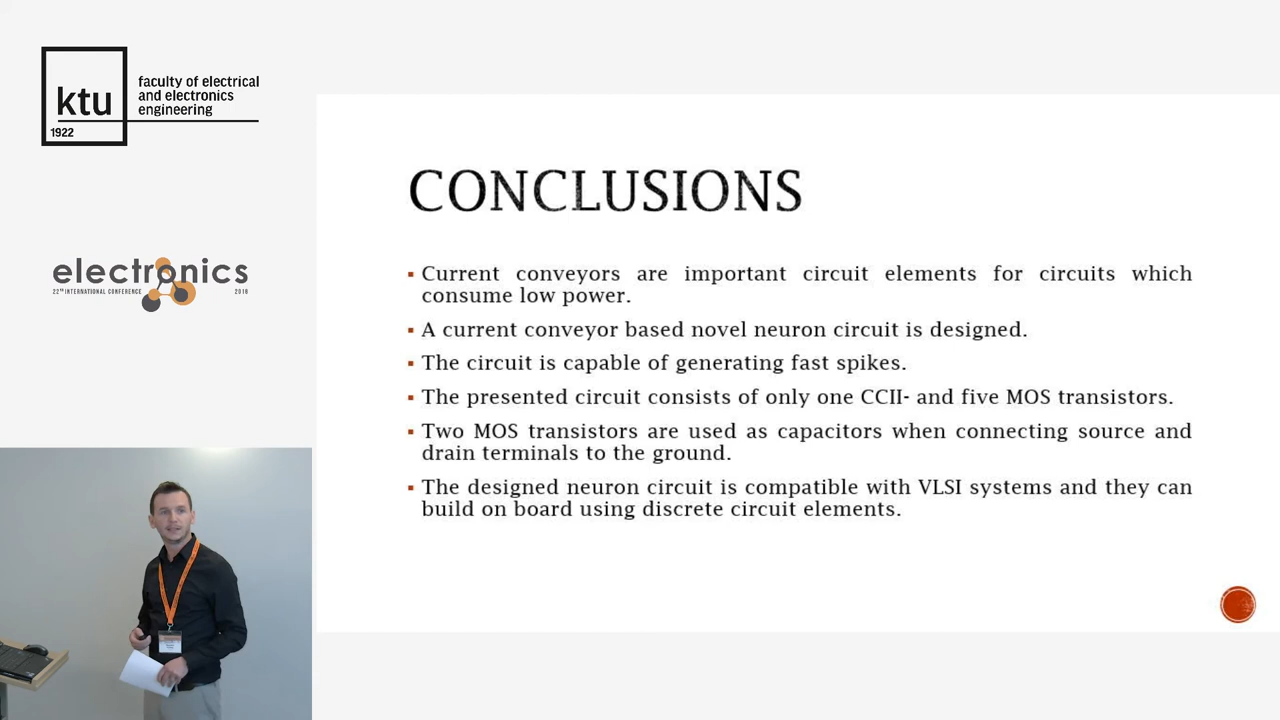 ktu
1922
faculty of electrical
and electronics
engineering
electronics
22TH INTERNATIONAL CONFERENCE
2018
CONCLUSIONS
▪ Current conveyors are important circuit elements for circuits which
consume low power.
▪ A current conveyor based novel neuron circuit is designed.
▪ The circuit is capable of generating fast spikes.
▪ The presented circuit consists of only one CCII- and five MOS transistors.
▪ Two MOS transistors are used as capacitors when connecting source and
drain terminals to the ground.
▪ The designed neuron circuit is compatible with VLSI systems and they can
build on board using discrete circuit elements.